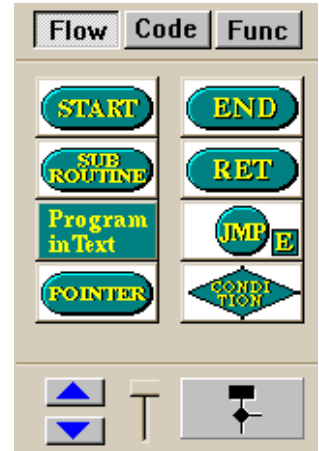 Flow Code Func
START END
SUB
ROUTINE
RET
Program
in Text
JMP E
POINTER
CONDI
TION